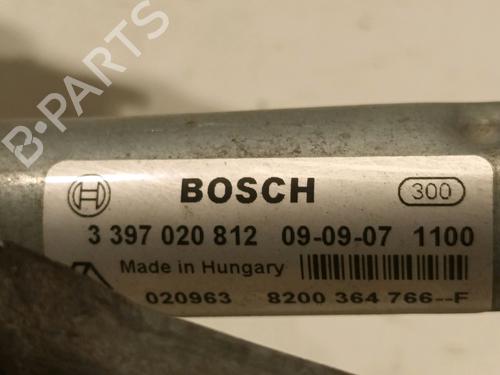 B-PARTS
BOSCH
300
3 397 020 812 09-09-07 1100
Made in Hungary
020963 8200 364 766--F